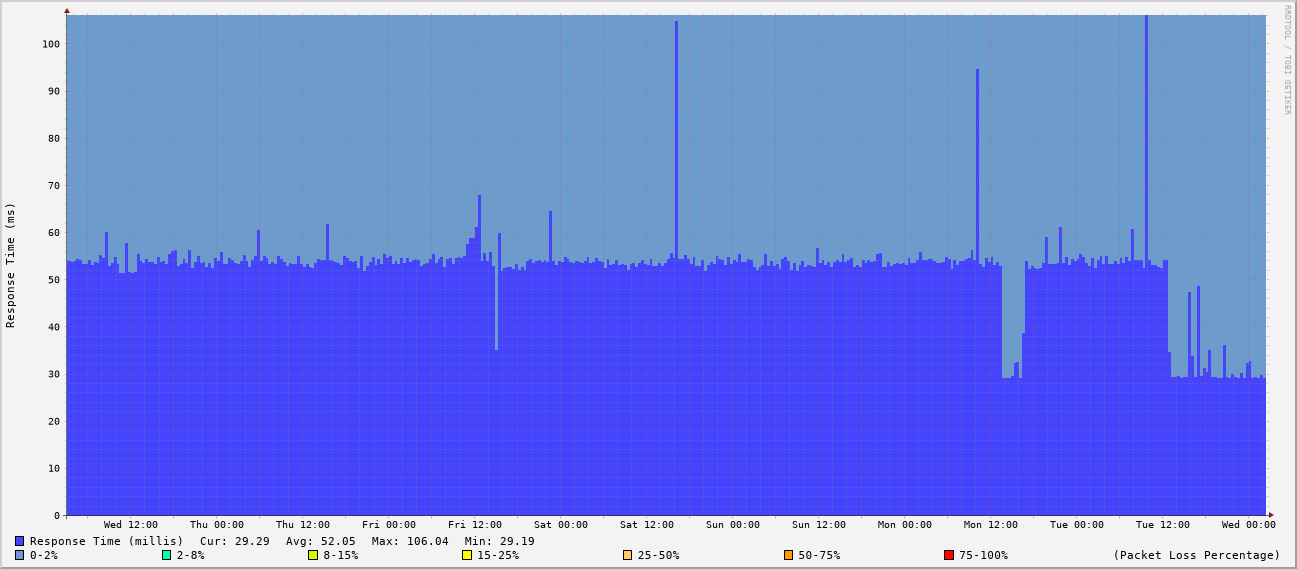 RRDTOOL / TOBI OETIKER
Response Time (ms)
100
90
80
70
60
50
40
30
20
10
0
Wed 12:00 Thu 00:00 Thu 12:00 Fri 00:00 Fri 12:00 Sat 00:00 Sat 12:00 Sun 00:00 Sun 12:00 Mon 00:00 Mon 12:00 Tue 00:00 Tue 12:00 Wed 00:00
Response Time (millis) Cur: 29.29 Avg: 52.05 Max: 106.04 Min: 29.19
0-2% 2-8% 8-15% 15-25% 25-50% 50-75% 75-100% (Packet Loss Percentage)